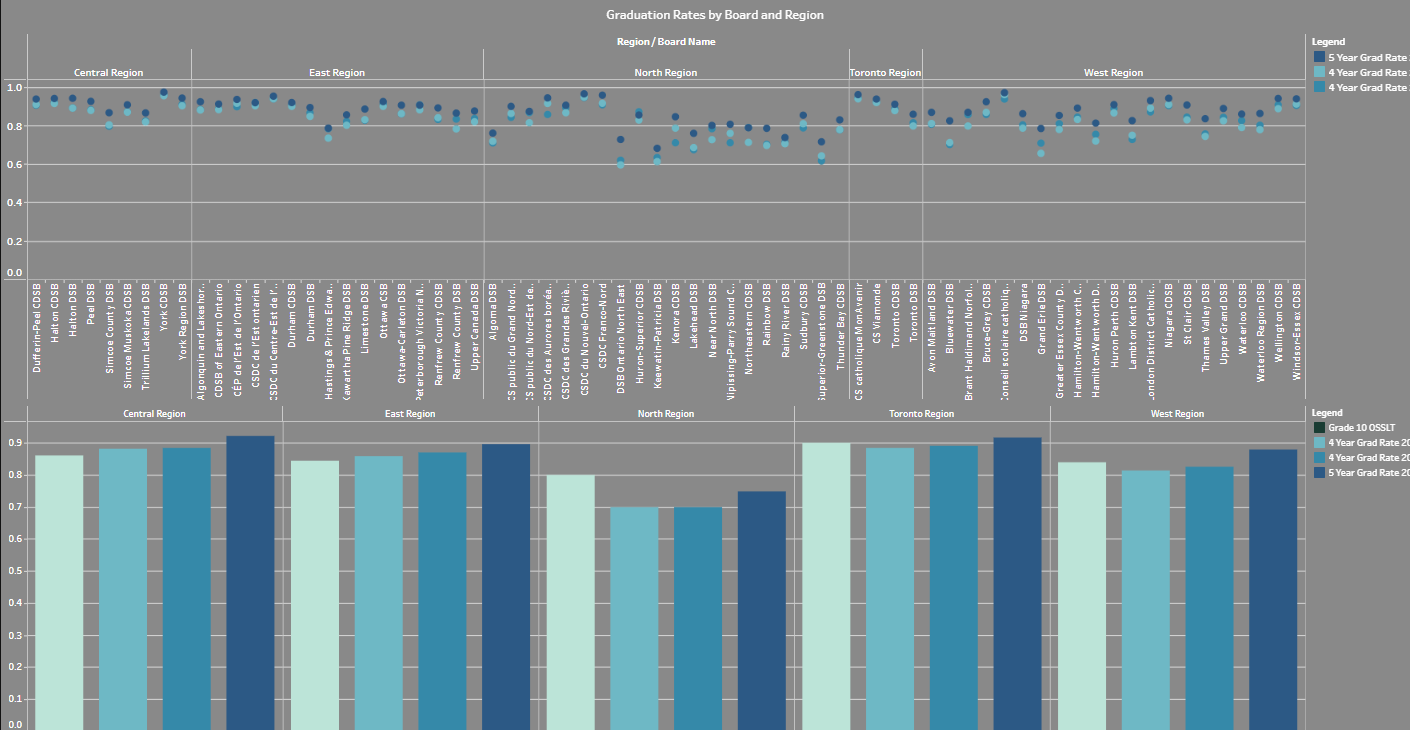 Graduation Rates by Board and Region
Region / Board Name
Legend
5 Year Grad Rate
4 Year Grad Rate
4 Year Grad Rate
Central Region
East Region
North Region
Toronto Region
West Region
1.0
0.8
0.6
0.4
0.2
0.0
Dufferin-Peel CDSB
Halton CDSB
Halton DSB
Peel DSB
Simcoe County DSB
Simcoe Muskoka CDSB
Trillium Lakelands DSB
York CDSB
York Region DSB
Algonquin and Lakeshor..
CDSB of Eastern Ontario
CÉP de l'Est de l'Ontario
CSDC de l'Est ontarien
CSDC du Centre-Est de l'..
Durham CDSB
Durham DSB
Hastings & Prince Edwa..
Kawartha Pine Ridge DSB
Limestone DSB
Ottawa CSB
Ottawa-Carleton DSB
Peterborough Victoria N..
Renfrew County CDSB
Renfrew County DSB
Upper Canada DSB
Algoma DSB
CS public du Grand Nord..
CS public du Nord-Est de..
CSDC des Aurores boréa..
CSDC des Grandes Riviè..
CSDC du Nouvel-Ontario
CSDC Franco-Nord
DSB Ontario North East
Huron-Superior CDSB
Keewatin-Patricia DSB
Kenora CDSB
Lakehead DSB
Near North DSB
Nipissing-Parry Sound C..
Northeastern CDSB
Rainbow DSB
Rainy River DSB
Sudbury CDSB
Superior-Greenstone DSB
Thunder Bay CDSB
CS catholique MonAvenir
CS Viamonde
Toronto CDSB
Toronto DSB
Avon Maitland DSB
Bluewater DSB
Brant Haldimand Norfol..
Bruce-Grey CDSB
Conseil scolaire catholiq..
DSB Niagara
Grand Erie DSB
Greater Essex County D..
Hamilton-Wentworth C..
Hamilton-Wentworth D..
Huron Perth CDSB
Lambton Kent DSB
London District Catholic..
Niagara CDSB
St Clair CDSB
Thames Valley DSB
Upper Grand DSB
Waterloo CDSB
Waterloo Region DSB
Wellington CDSB
Windsor-Essex CDSB
Central Region
East Region
North Region
Toronto Region
West Region
Legend
Grade 10 OSSLT
4 Year Grad Rate 20
4 Year Grad Rate 20
5 Year Grad Rate 20
0.9
0.8
0.7
0.6
0.5
0.4
0.3
0.2
0.1
0.0